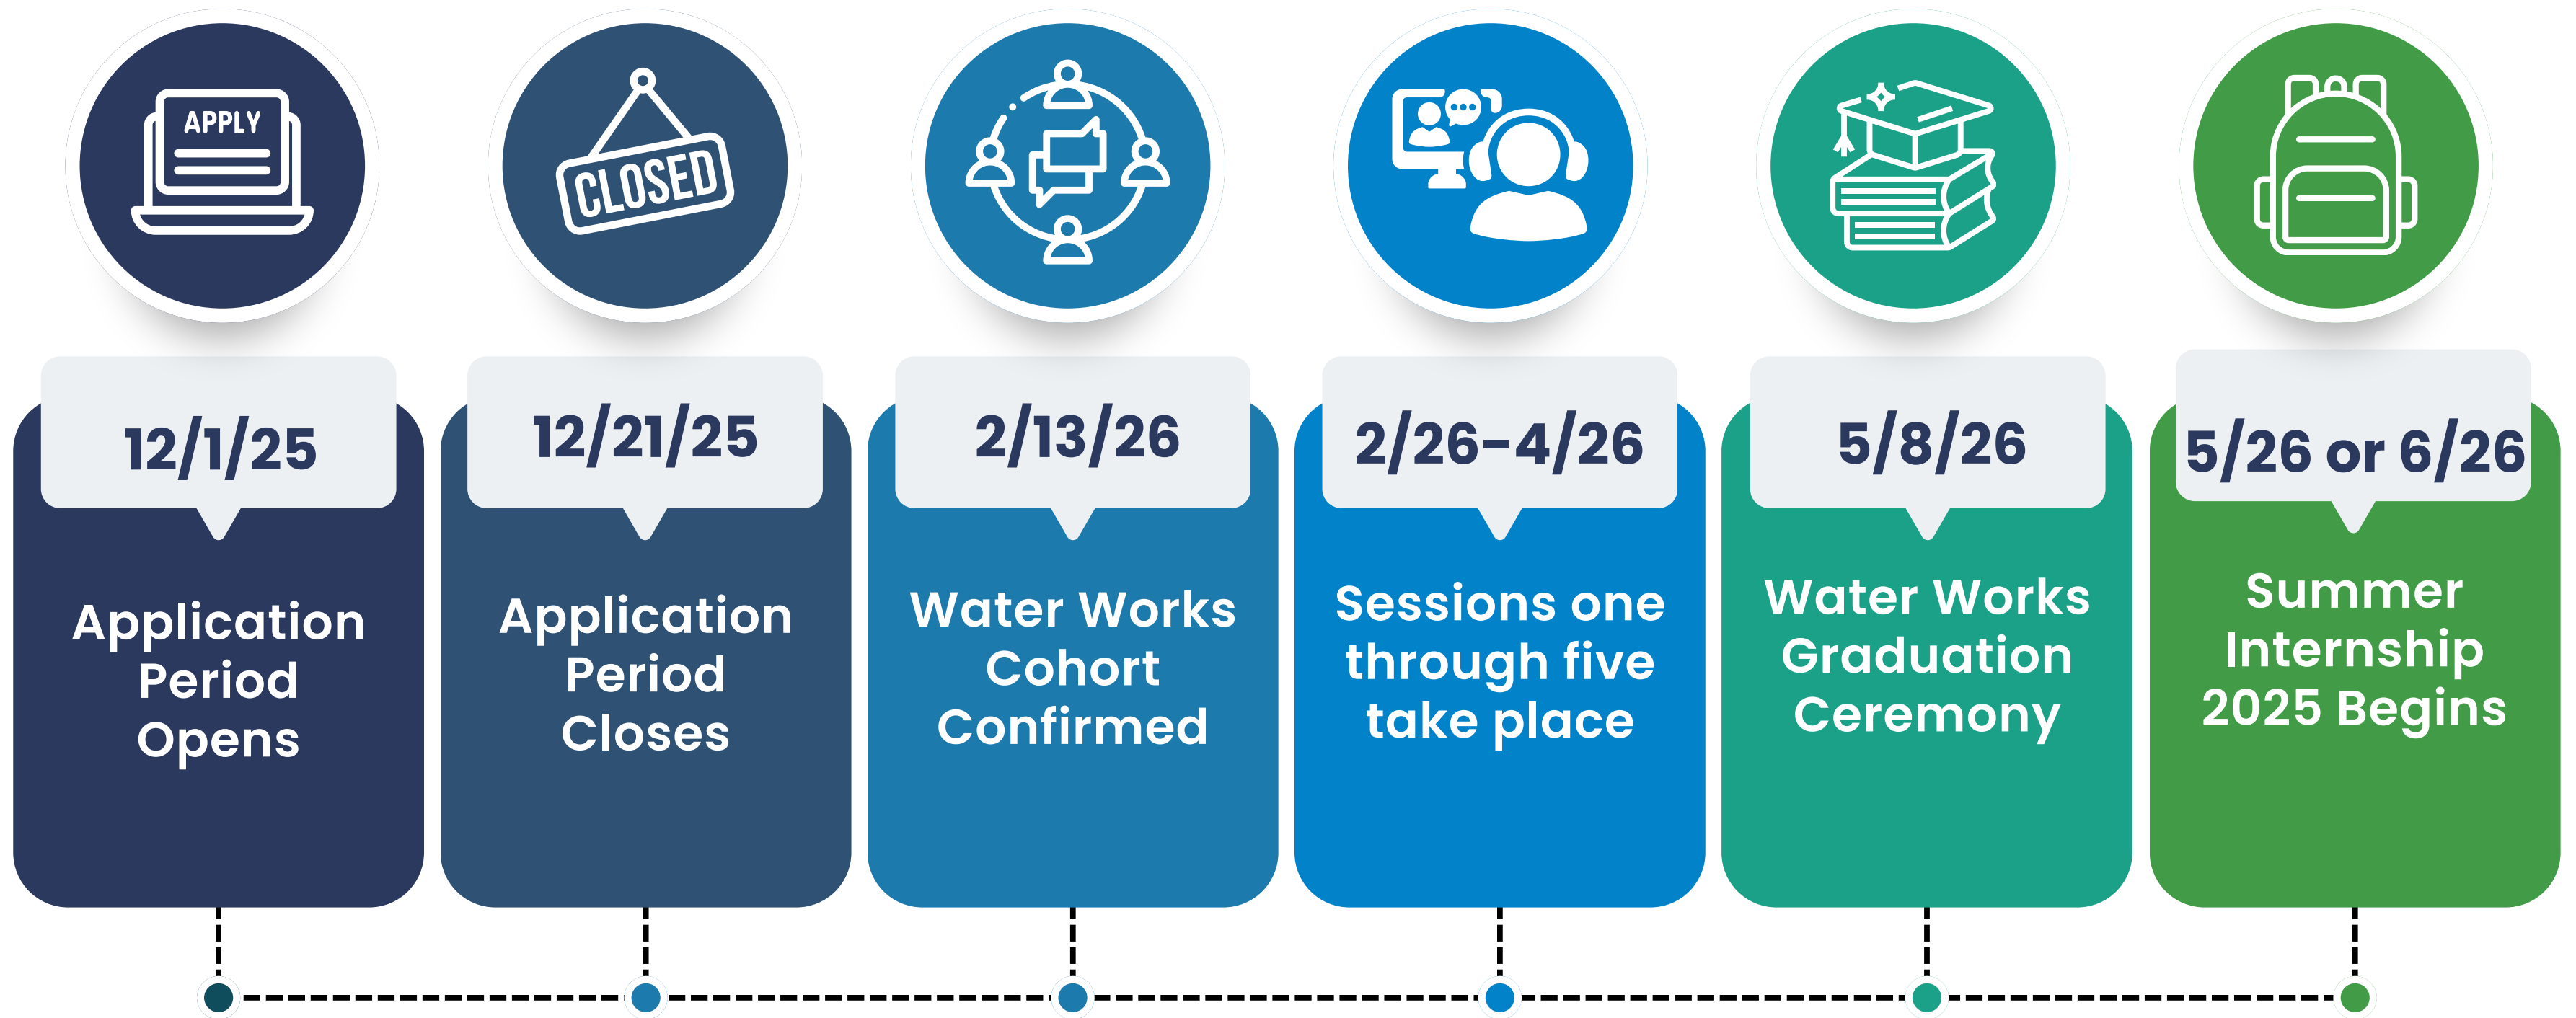 APPLY
CLOSED
12/1/25
Application
Period
Opens
12/21/25
Application
Period
Closes
2/13/26
Water Works
Cohort
Confirmed
2/26-4/26
Sessions one
through five
take place
5/8/26
Water Works
Graduation
Ceremony
5/26 or 6/26
Summer
Internship
2025 Begins